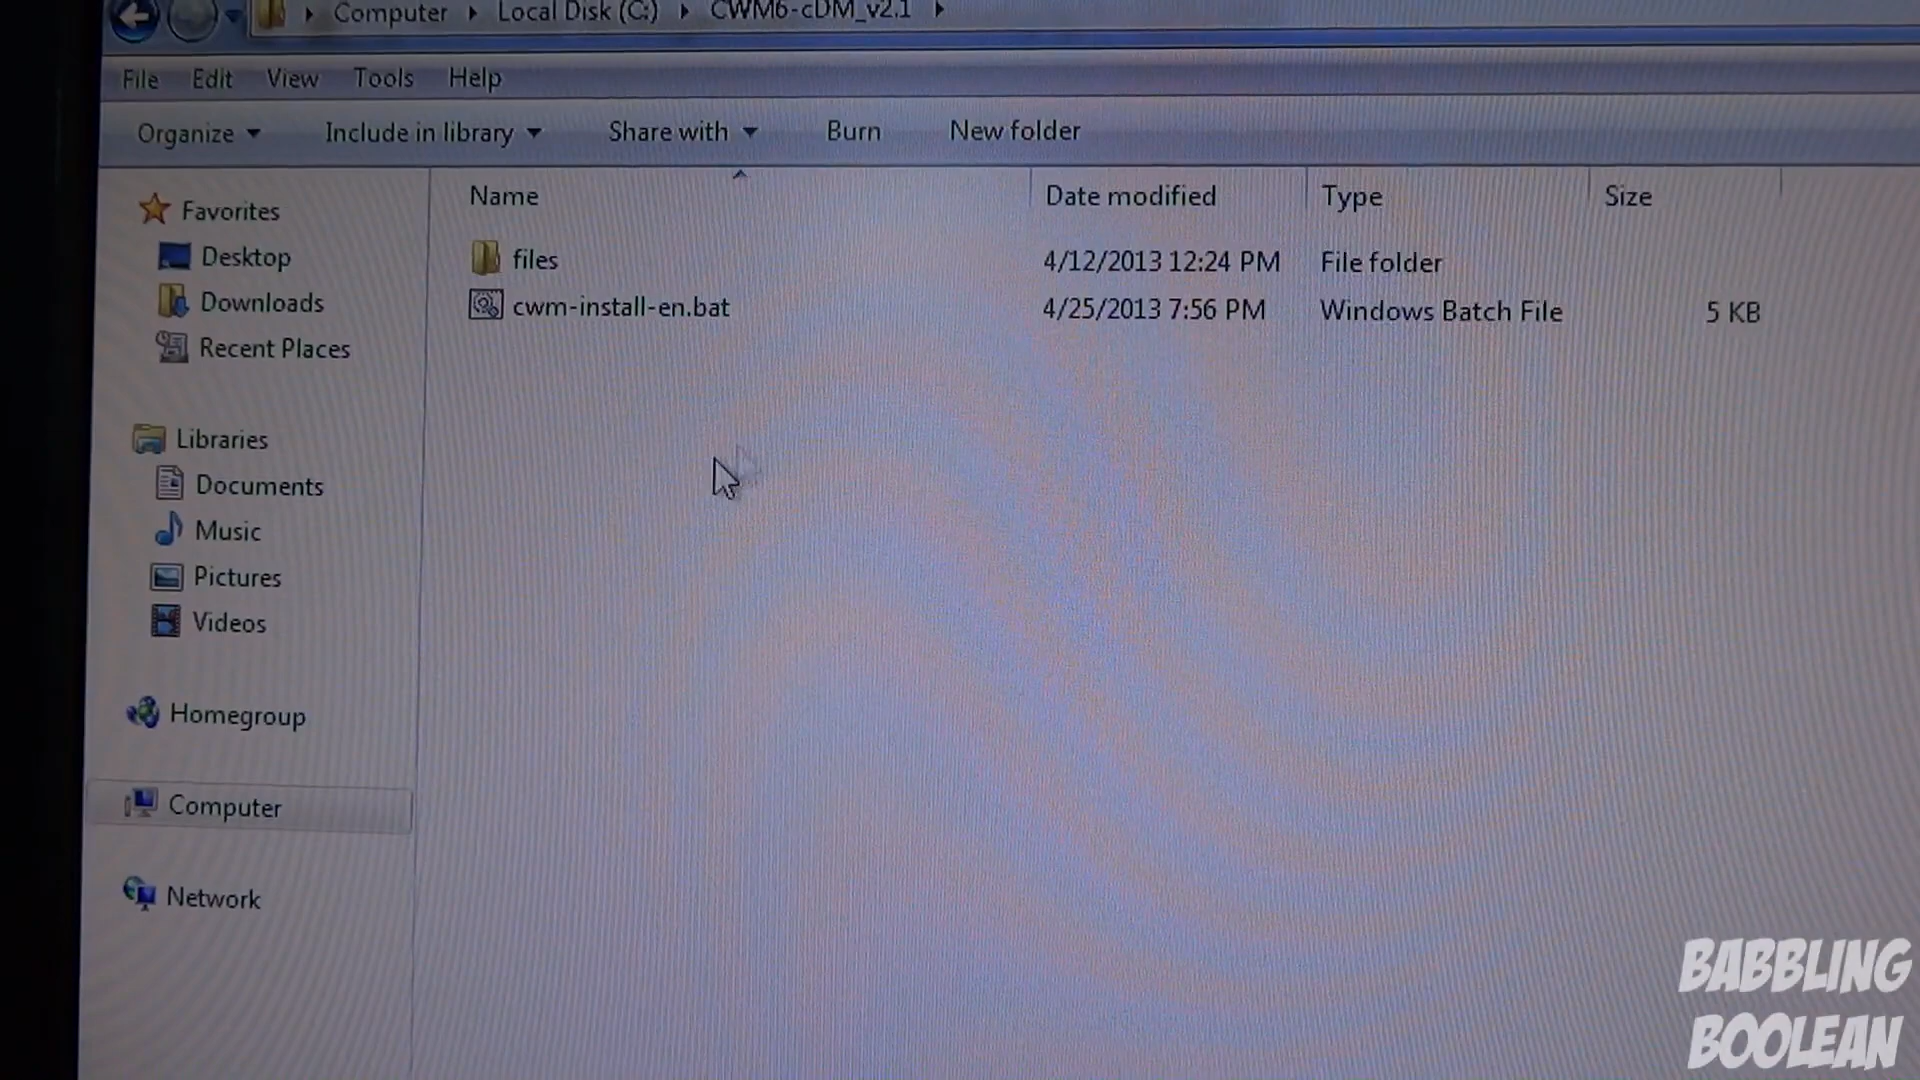 Computer Local Disk (C:) CWM6-cDM_v2.1
File Edit View Tools Help
Organize Include in library Share with Burn New folder
Name Date modified Type Size
Favorites
Desktop
Downloads
Recent Places
Libraries
Documents
Music
Pictures
Videos
Homegroup
Computer
Network
files 4/12/2013 12:24 PM File folder
cwm-install-en.bat 4/25/2013 7:56 PM Windows Batch File 5 KB
BABBLING
BOOLEAN